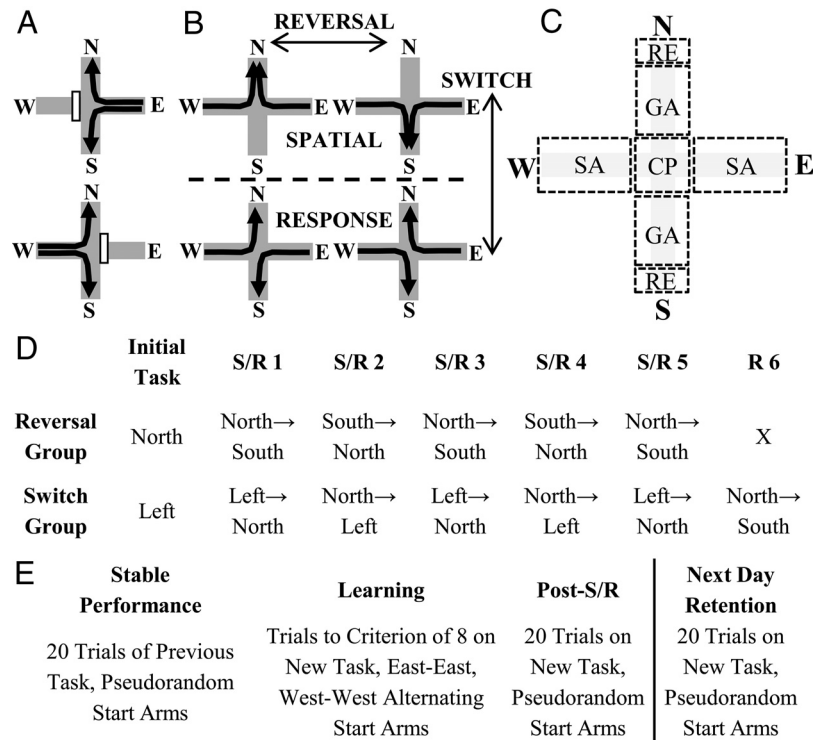 A
B
REVERSAL
C
N
N
N
N
RE
SWITCH
GA
W
E
W
E
W
E
SPATIAL
W
SA
CP
SA
E
S
S
S
N
N
RESPONSE
N
GA
W
E
W
E
W
E
RE
S
S
S
S
D
Initial
Task
S/R 1
S/R 2
S/R 3
S/R 4
S/R 5
R 6
Reversal
Group
North
North→
South
South→
North
North→
South
South→
North
North→
South
X
Switch
Group
Left
Left→
North
North→
Left
Left→
North
North→
Left
Left→
North
North→
South
E
Stable
Performance
Learning
Post-S/R
Next Day
Retention
20 Trials of Previous
Task, Pseudorandom
Start Arms
Trials to Criterion of 8 on
New Task, East-East,
West-West Alternating
Start Arms
20 Trials on
New Task,
Pseudorandom
Start Arms
20 Trials on
New Task,
Pseudorandom
Start Arms